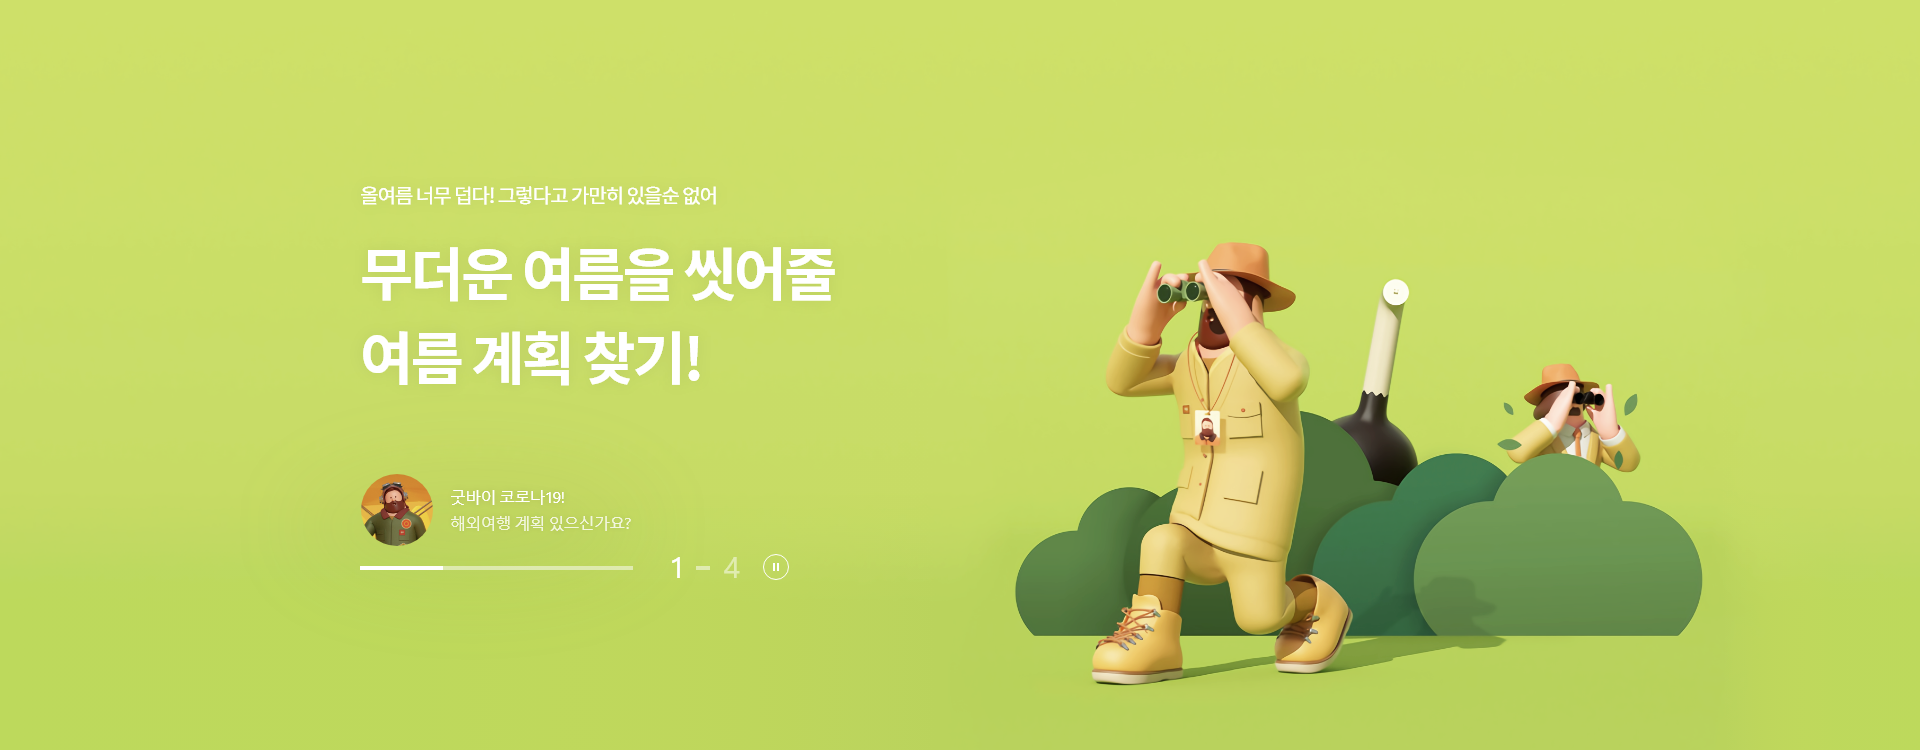 올여름 너무 덥다! 그렇다고 가만히 있을순 없어
무더운 여름을 씻어줄
여름 계획 찾기!
굿바이 코로나19!
해외여행 계획 있으신가요?
1 - 4